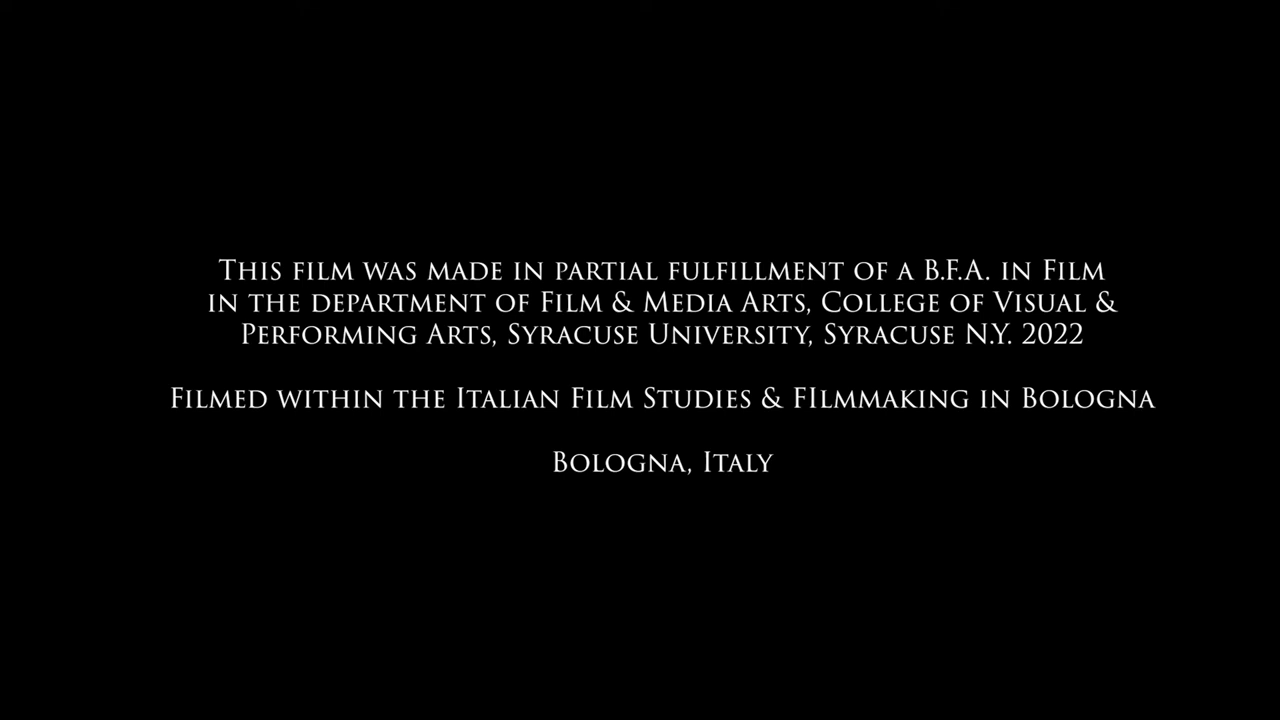 This film was made in partial fulfillment of a B.F.A. in Film
in the department of Film & Media Arts, College of Visual &
Performing Arts, Syracuse University, Syracuse N.Y. 2022
Filmed within the Italian Film Studies & FIlmmaking in Bologna
Bologna, Italy